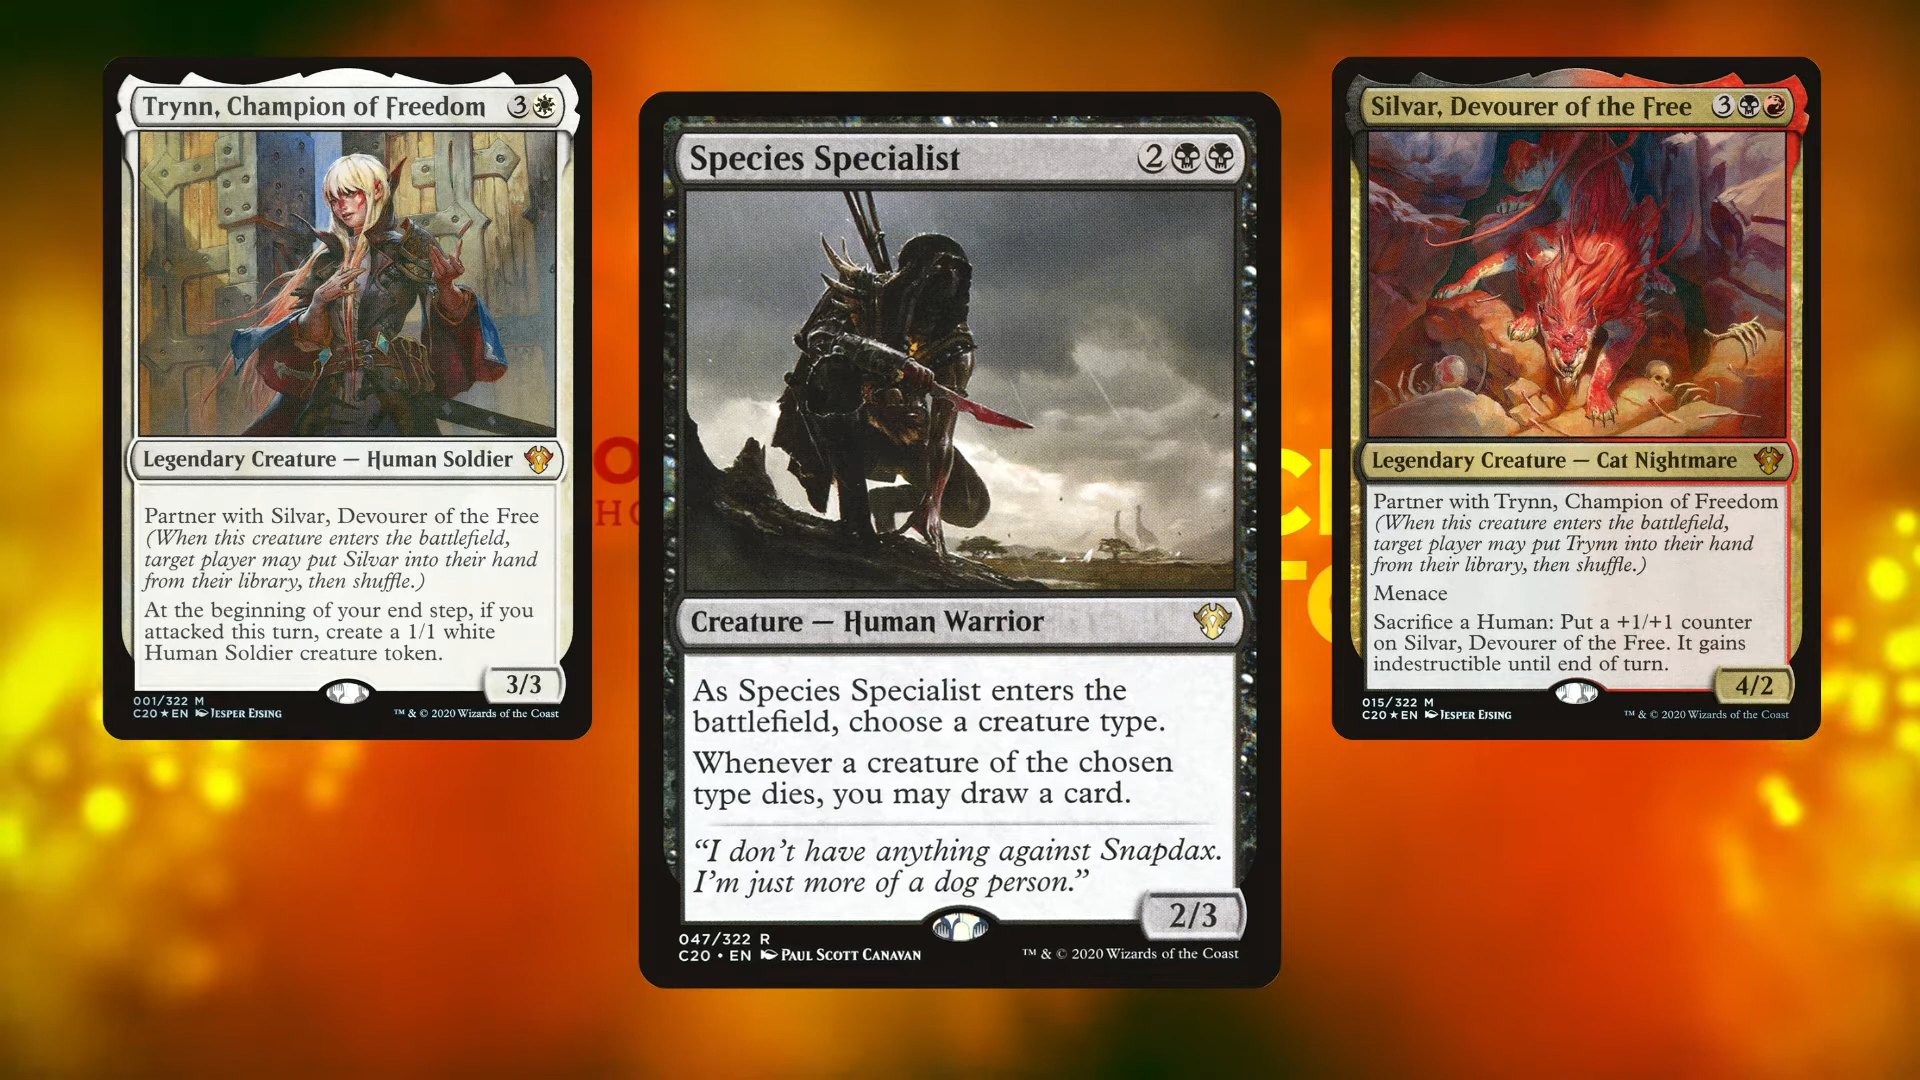 Trynn, Champion of Freedom 3
Legendary Creature — Human Soldier
Partner with Silvar, Devourer of the Free
(When this creature enters the battlefield,
target player may put Silvar into their hand
from their library, then shuffle.)
At the beginning of your end step, if you
attacked this turn, create a 1/1 white
Human Soldier creature token.
3/3
001/322 M
C20 ★ EN Jesper Ejsing
™ & © 2020 Wizards of the Coast
Species Specialist 2
Creature — Human Warrior
As Species Specialist enters the
battlefield, choose a creature type.
Whenever a creature of the chosen
type dies, you may draw a card.
“I don’t have anything against Snapdax.
I’m just more of a dog person.”
2/3
047/322 R
C20 • EN Paul Scott Canavan
™ & © 2020 Wizards of the Coast
Silvar, Devourer of the Free 3
Legendary Creature — Cat Nightmare
Partner with Trynn, Champion of Freedom
(When this creature enters the battlefield,
target player may put Trynn into their hand
from their library, then shuffle.)
Menace
Sacrifice a Human: Put a +1/+1 counter
on Silvar, Devourer of the Free. It gains
indestructible until end of turn.
4/2
015/322 M
C20 ★ EN Jesper Ejsing
™ & © 2020 Wizards of the Coast